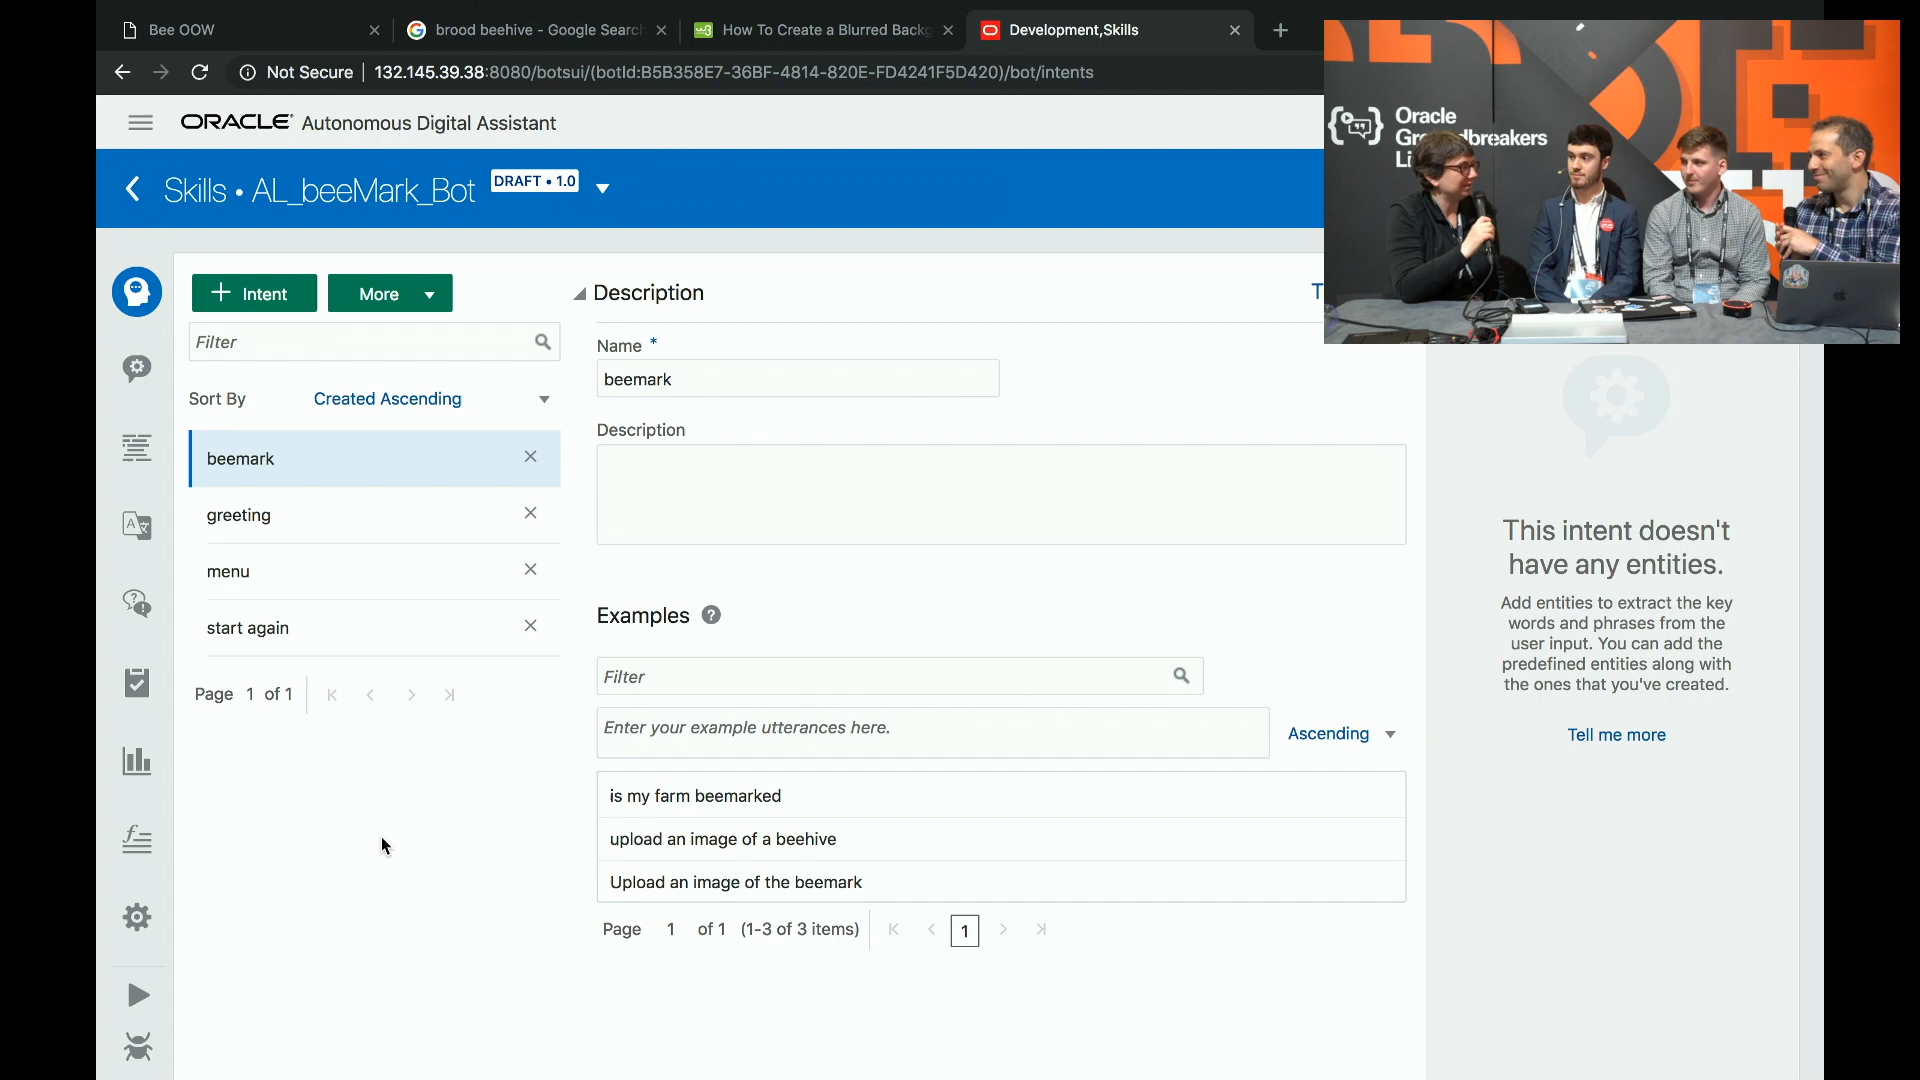 Bee OOW
brood beehive - Google Search
How To Create a Blurred Backg
Development,Skills
Not Secure
132.145.39.38:8080/botsui/(botId:B5B358E7-36BF-4814-820E-FD4241F5D420)/bot/intents
ORACLE Autonomous Digital Assistant
Skills • AL_beeMark_Bot
DRAFT • 1.0
Oracle
Groundbreakers
+ Intent
More
Filter
Sort By
Created Ascending
beemark
greeting
menu
start again
Page 1 of 1
Description
Name *
beemark
Description
Examples
Filter
Enter your example utterances here.
Ascending
is my farm beemarked
upload an image of a beehive
Upload an image of the beemark
Page 1 of 1 (1-3 of 3 items)
1
This intent doesn't
have any entities.
Add entities to extract the key
words and phrases from the
user input. You can add the
predefined entities along with
the ones that you've created.
Tell me more